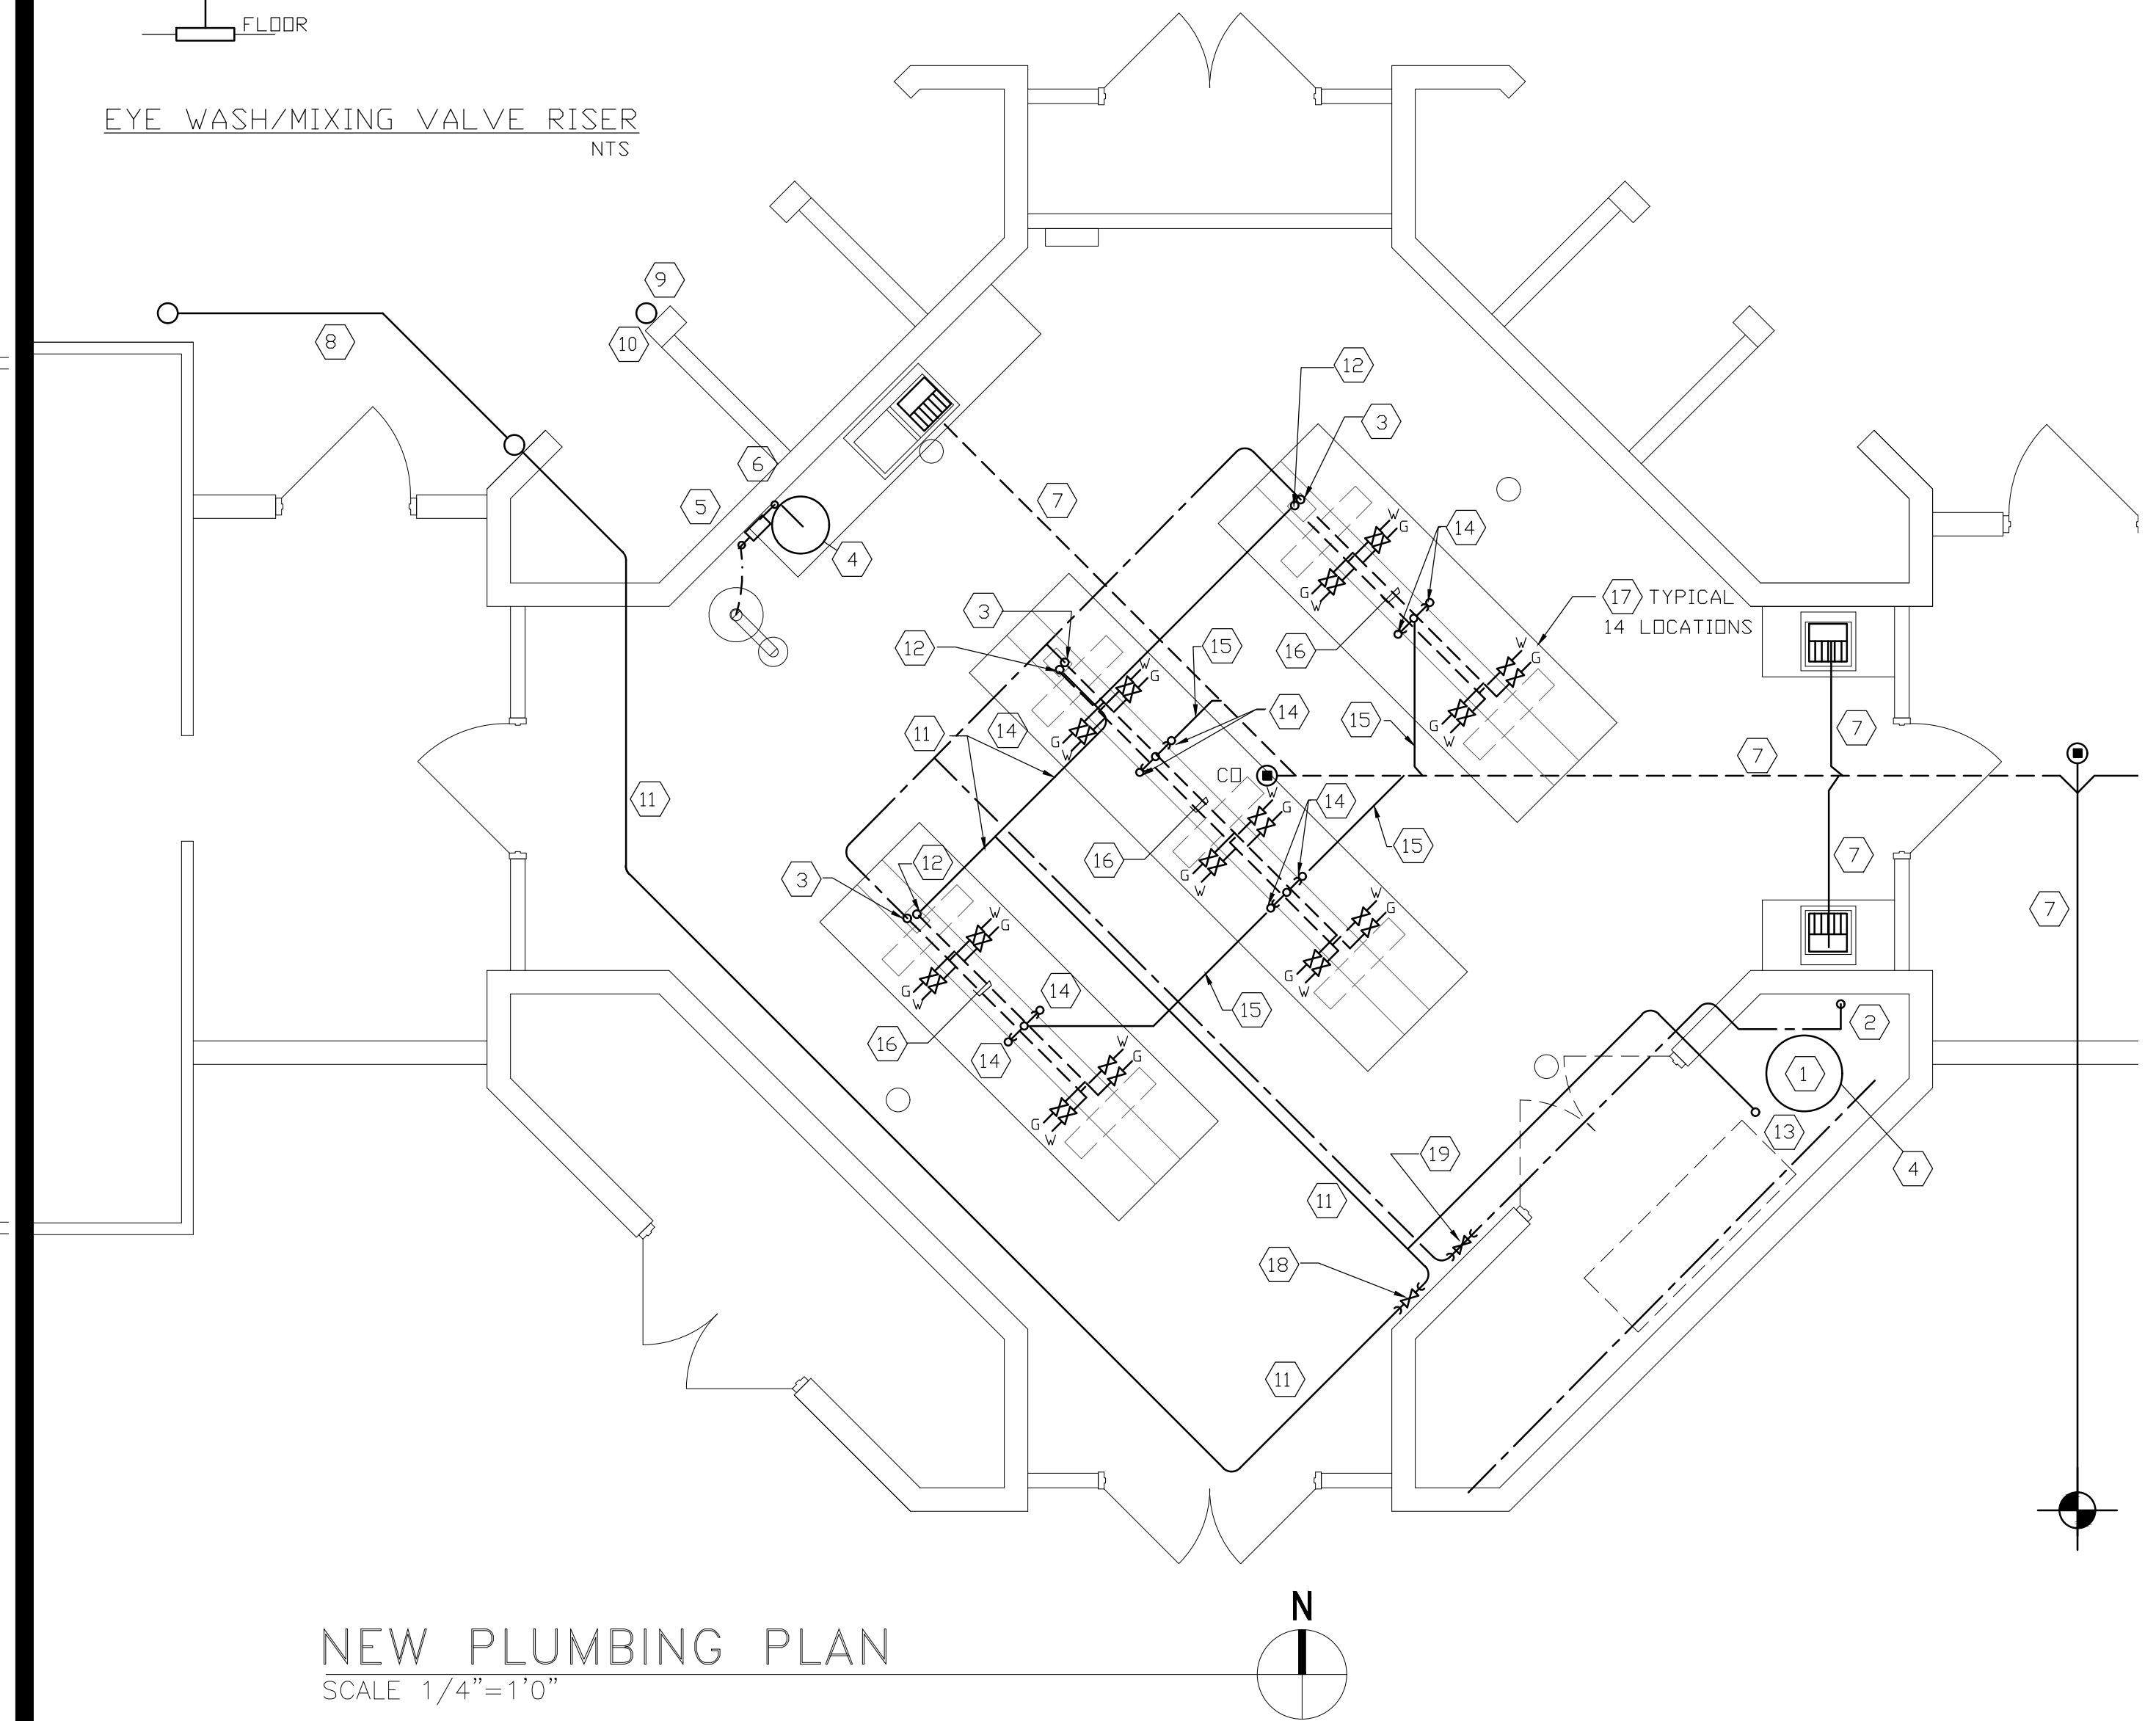 FLOOR
EYE WASH/MIXING VALVE RISER
NTS
9
8
10
12
3
6
7
5
14
4
17 TYPICAL
14 LOCATIONS
W
G
G
W
3
12
15
16
W
G
W
G
14
14
15
11
G
W
G
W
7
7
CO
W
G
14
11
15
7
12
16
3
G
W
W
G
7
W
G
G
W
14
15
G
W
2
16
14
W
G
1
13
G
W
19
4
11
18
11
N
NEW PLUMBING PLAN
SCALE 1/4"=1'0"